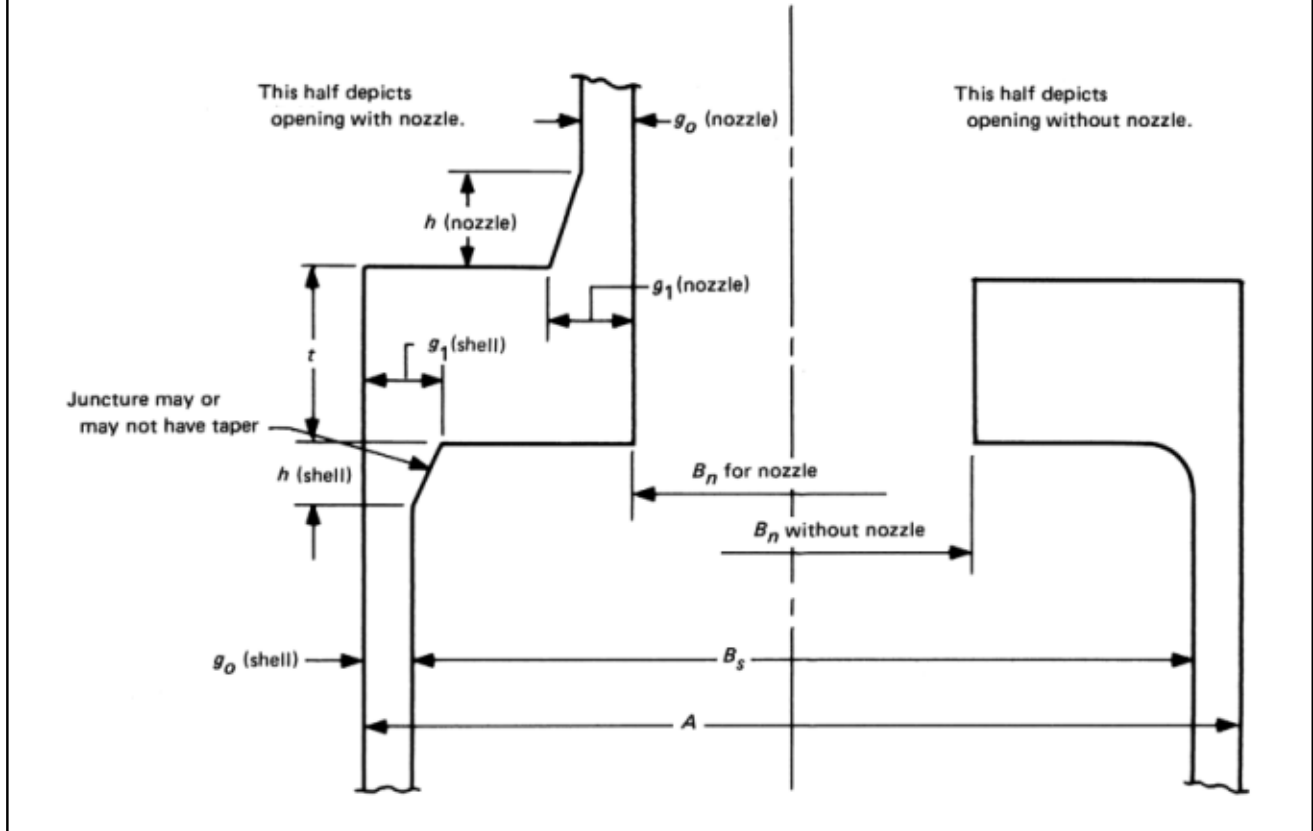 This half depicts
opening with nozzle.
This half depicts
opening without nozzle.
g_o (nozzle)
h (nozzle)
g_1 (nozzle)
t
g_1 (shell)
Juncture may or
may not have taper
h (shell)
B_n for nozzle
B_n without nozzle
g_o (shell)
B_s
A